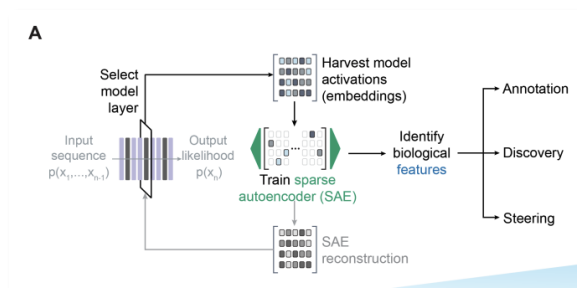 A
Select
model
layer
Harvest model
activations
(embeddings)
Input
sequence
p(x₁,...,xₙ₋₁)
Output
likelihood
p(xₙ)
...
Train sparse
autoencoder (SAE)
Identify
biological
features
Annotation
Discovery
Steering
SAE
reconstruction